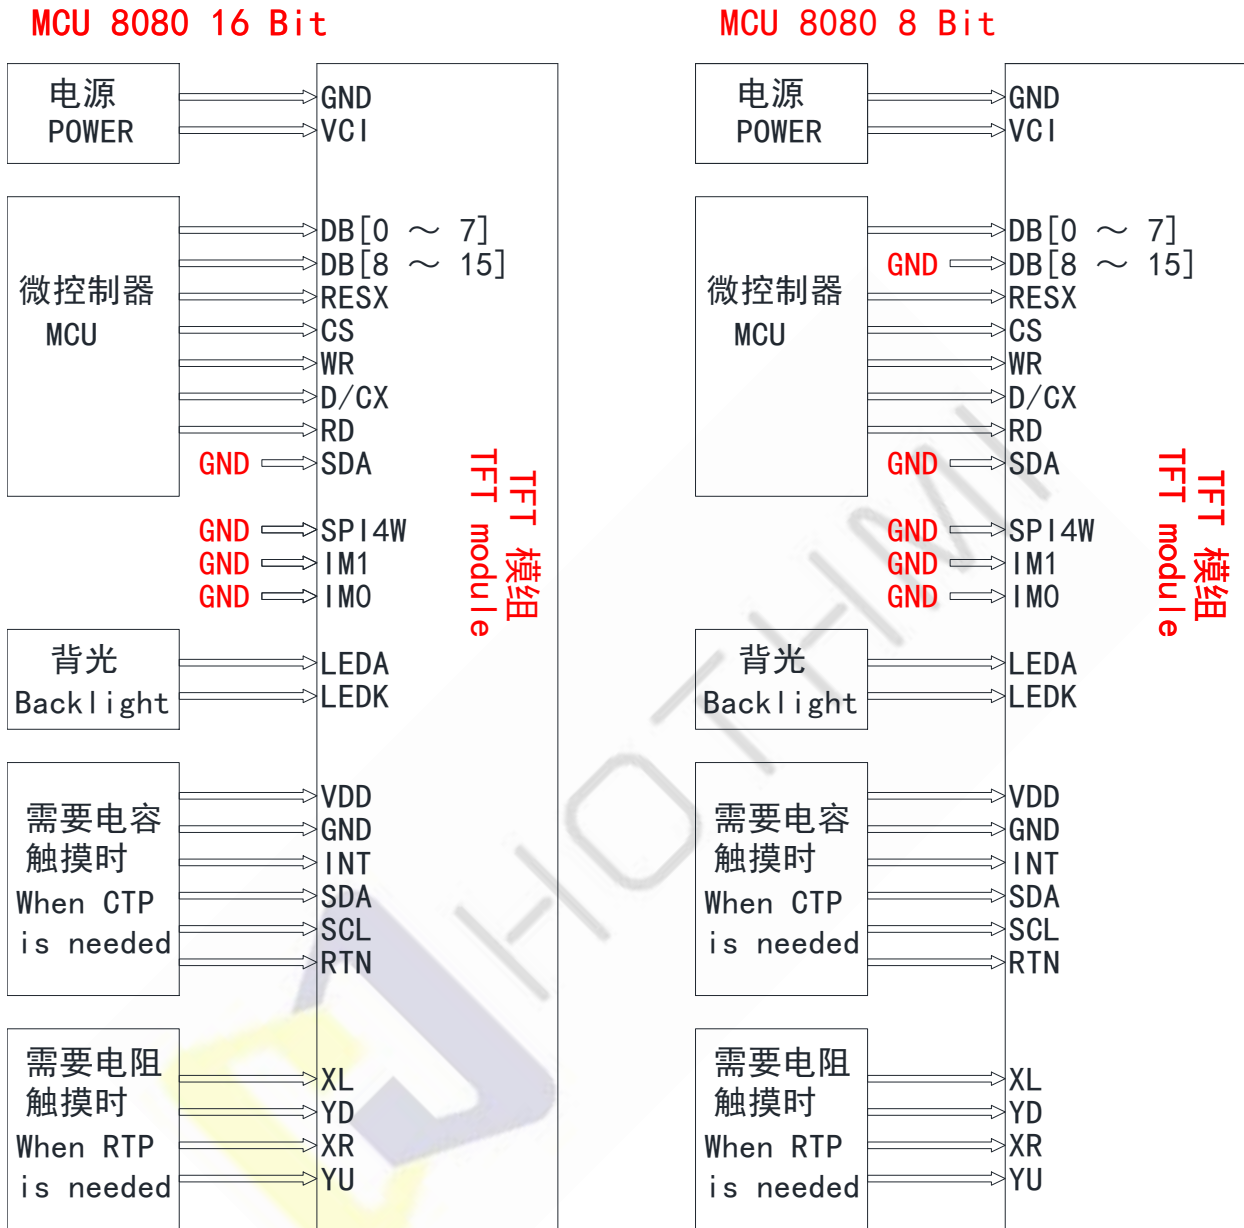 MCU 8080 16 Bit
电源
POWER
GND
VCI
微控制器
MCU
DB[0 ～ 7]
DB[8 ～ 15]
RESX
CS
WR
D/CX
RD
GND
SDA
GND
SPI4W
GND
IM1
GND
IM0
TFT 模组
TFT module
背光
Backlight
LEDA
LEDK
需要电容
触摸时
When CTP
is needed
VDD
GND
INT
SDA
SCL
RTN
需要电阻
触摸时
When RTP
is needed
XL
YD
XR
YU
MCU 8080 8 Bit
电源
POWER
GND
VCI
微控制器
MCU
DB[0 ～ 7]
GND
DB[8 ～ 15]
RESX
CS
WR
D/CX
RD
GND
SDA
GND
SPI4W
GND
IM1
GND
IM0
TFT 模组
TFT module
背光
Backlight
LEDA
LEDK
需要电容
触摸时
When CTP
is needed
VDD
GND
INT
SDA
SCL
RTN
需要电阻
触摸时
When RTP
is needed
XL
YD
XR
YU
HOTHMI